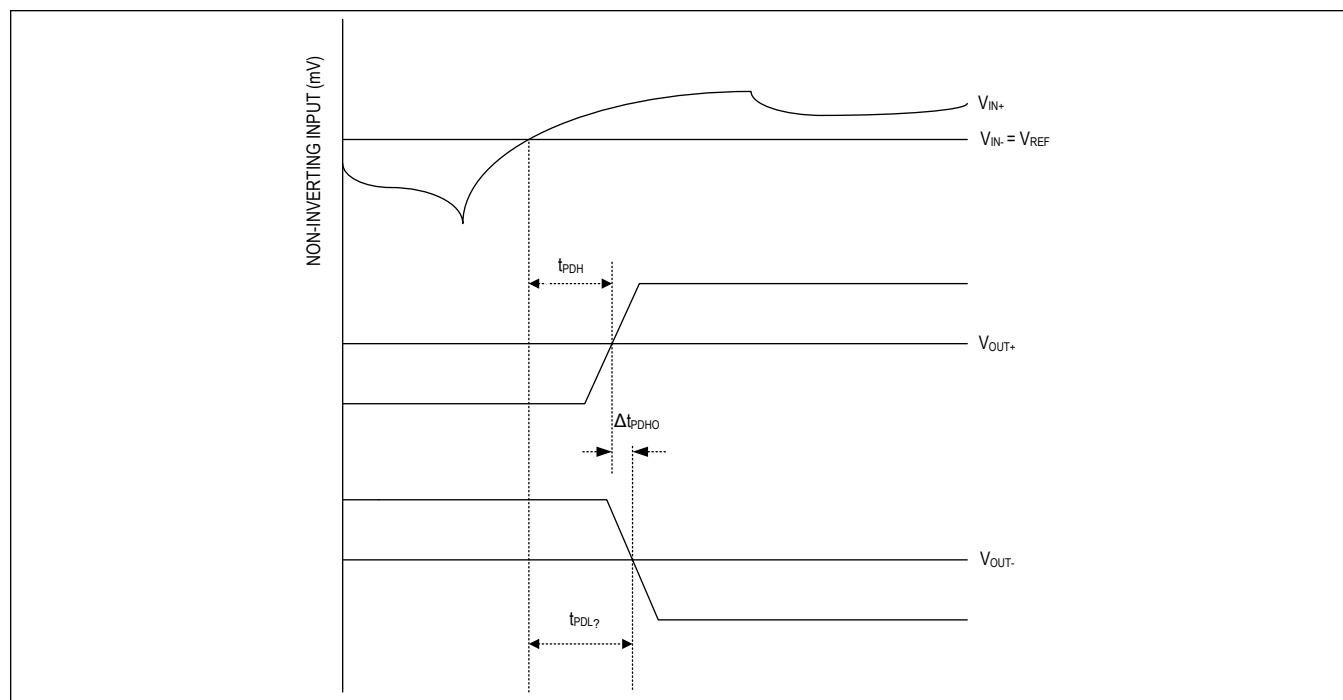 NON-INVERTING INPUT (mV)
VIN+
VIN- = VREF
tPDH
VOUT+
ΔtPDHO
VOUT-
tPDL?